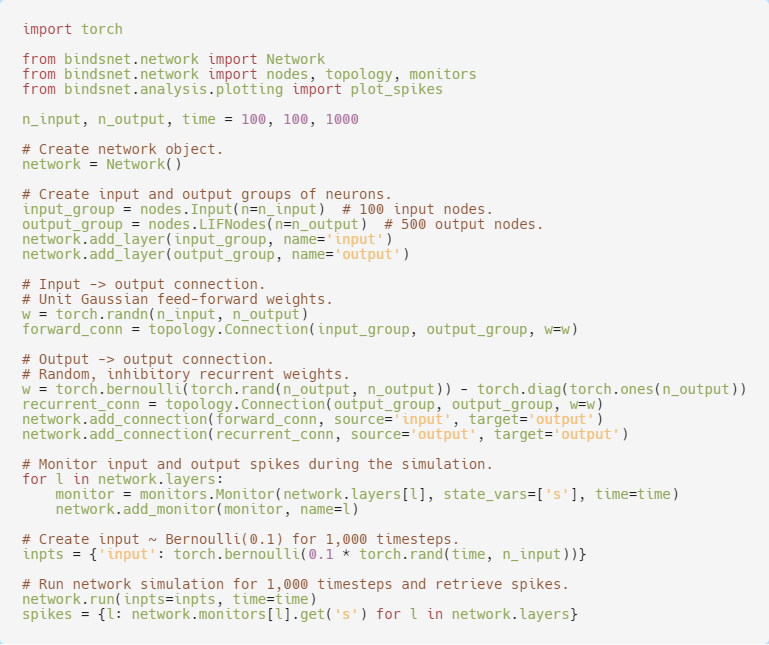 import torch

from bindsnet.network import Network
from bindsnet.network import nodes, topology, monitors
from bindsnet.analysis.plotting import plot_spikes

n_input, n_output, time = 100, 100, 1000

# Create network object.
network = Network()

# Create input and output groups of neurons.
input_group = nodes.Input(n=n_input)  # 100 input nodes.
output_group = nodes.LIFNodes(n=n_output)  # 500 output nodes.
network.add_layer(input_group, name='input')
network.add_layer(output_group, name='output')

# Input -> output connection.
# Unit Gaussian feed-forward weights.
w = torch.randn(n_input, n_output)
forward_conn = topology.Connection(input_group, output_group, w=w)

# Output -> output connection.
# Random, inhibitory recurrent weights.
w = torch.bernoulli(torch.rand(n_output, n_output)) - torch.diag(torch.ones(n_output))
recurrent_conn = topology.Connection(output_group, output_group, w=w)
network.add_connection(forward_conn, source='input', target='output')
network.add_connection(recurrent_conn, source='output', target='output')

# Monitor input and output spikes during the simulation.
for l in network.layers:
    monitor = monitors.Monitor(network.layers[l], state_vars=['s'], time=time)
    network.add_monitor(monitor, name=l)

# Create input ~ Bernoulli(0.1) for 1,000 timesteps.
inpts = {'input': torch.bernoulli(0.1 * torch.rand(time, n_input))}

# Run network simulation for 1,000 timesteps and retrieve spikes.
network.run(inpts=inpts, time=time)
spikes = {l: network.monitors[l].get('s') for l in network.layers}